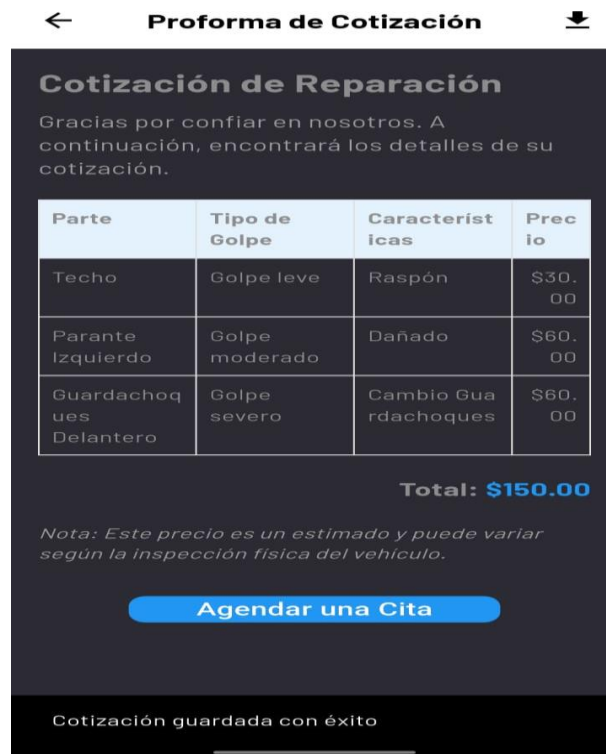 Proforma de Cotización
Cotización de Reparación
Gracias por confiar en nosotros. A
continuación, encontrará los detalles de su
cotización.
Parte Tipo de Golpe Característ icas Prec io
Techo Golpe leve Raspón $30. 00
Parante Izquierdo Golpe moderado Dañado $60. 00
Guardachoq ues Delantero Golpe severo Cambio Gua rdachoques $60. 00
Total: $150.00
Nota: Este precio es un estimado y puede variar
según la inspección física del vehículo.
Agendar una Cita
Cotización guardada con éxito